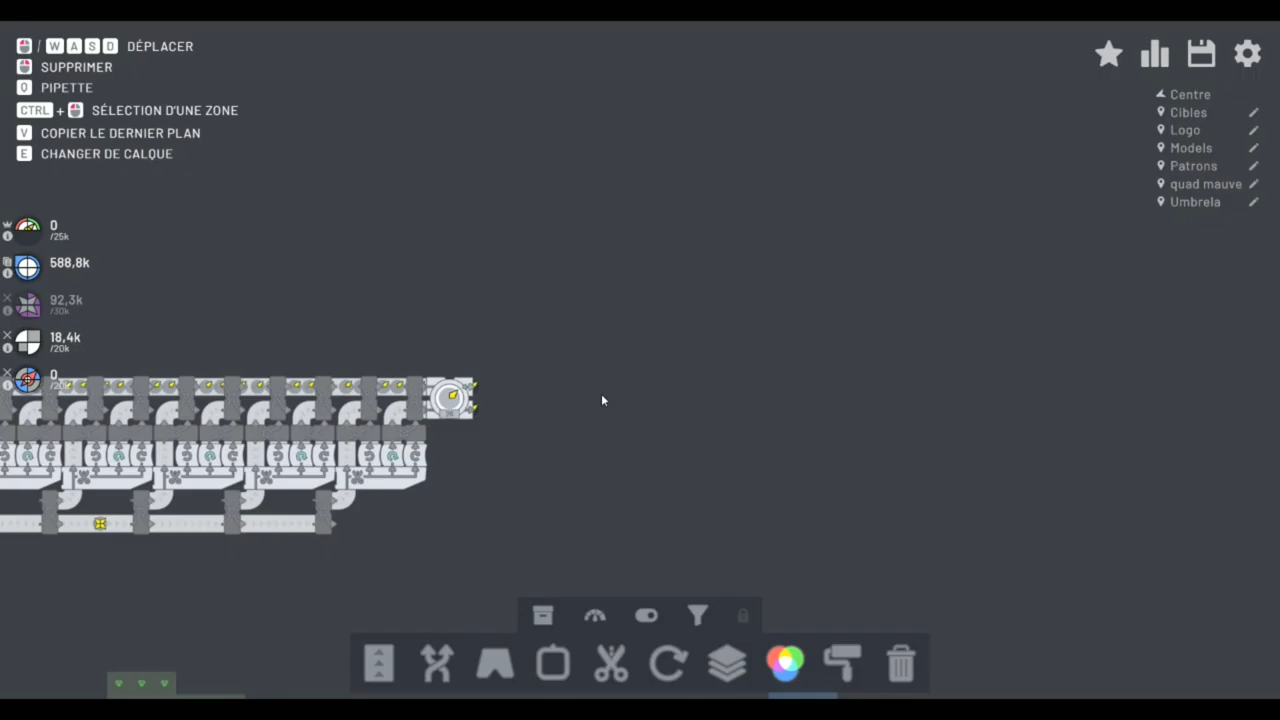 / W A S D DÉPLACER
SUPPRIMER
Q PIPETTE
CTRL + SÉLECTION D'UNE ZONE
V COPIER LE DERNIER PLAN
E CHANGER DE CALQUE
Centre
Cibles
Logo
Models
Patrons
quad mauve
Umbrela
0
/25k
588,8k
92,3k
/30k
18,4k
/20k
0